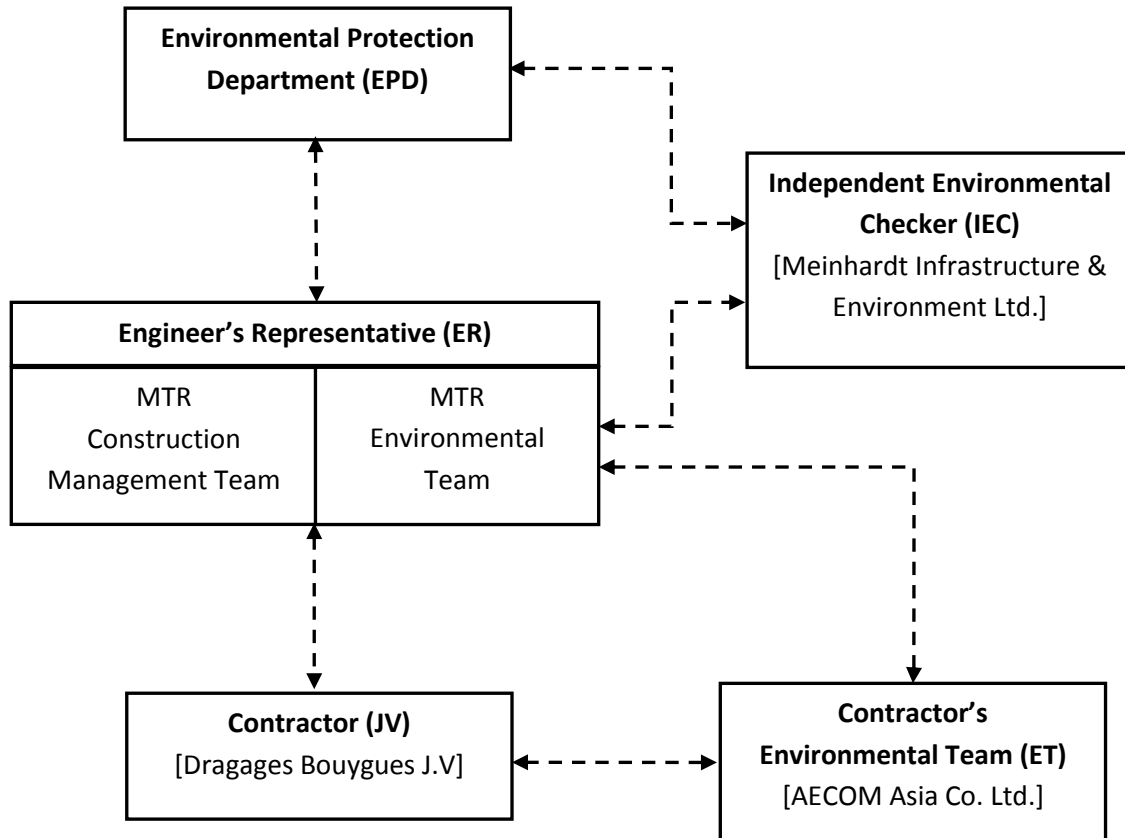 Environmental Protection
Department (EPD)
Independent Environmental
Checker (IEC)
[Meinhardt Infrastructure &
Environment Ltd.]
Engineer’s Representative (ER)
MTR
Construction
Management Team
MTR
Environmental
Team
Contractor (JV)
[Dragages Bouygues J.V]
Contractor’s
Environmental Team (ET)
[AECOM Asia Co. Ltd.]